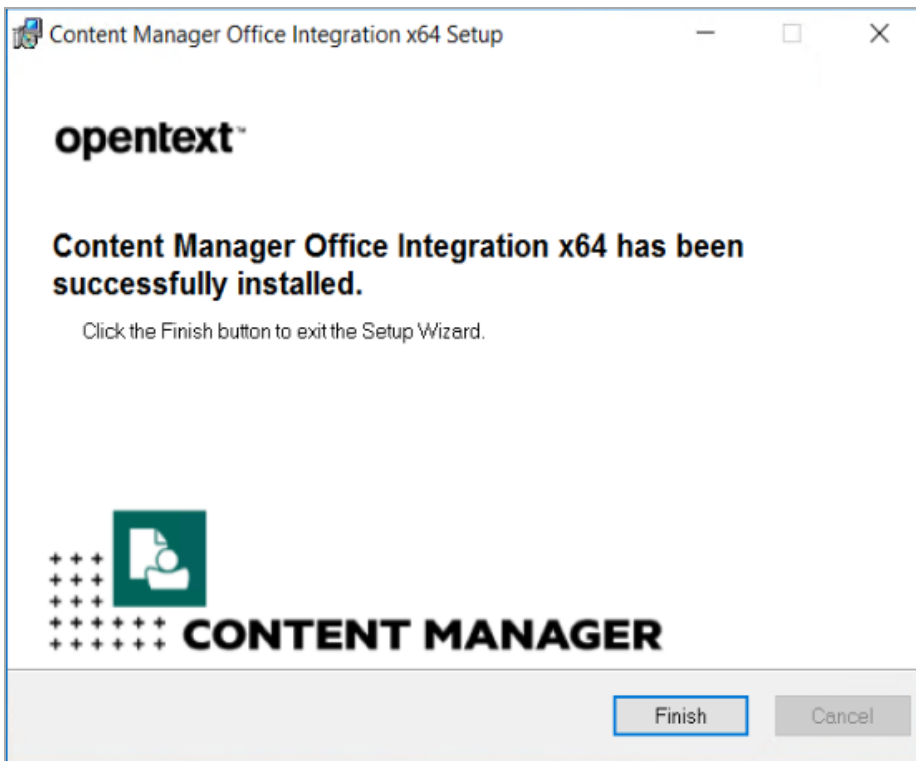 Content Manager Office Integration x64 Setup
opentext™
Content Manager Office Integration x64 has been
successfully installed.
Click the Finish button to exit the Setup Wizard.
CONTENT MANAGER
Finish
Cancel